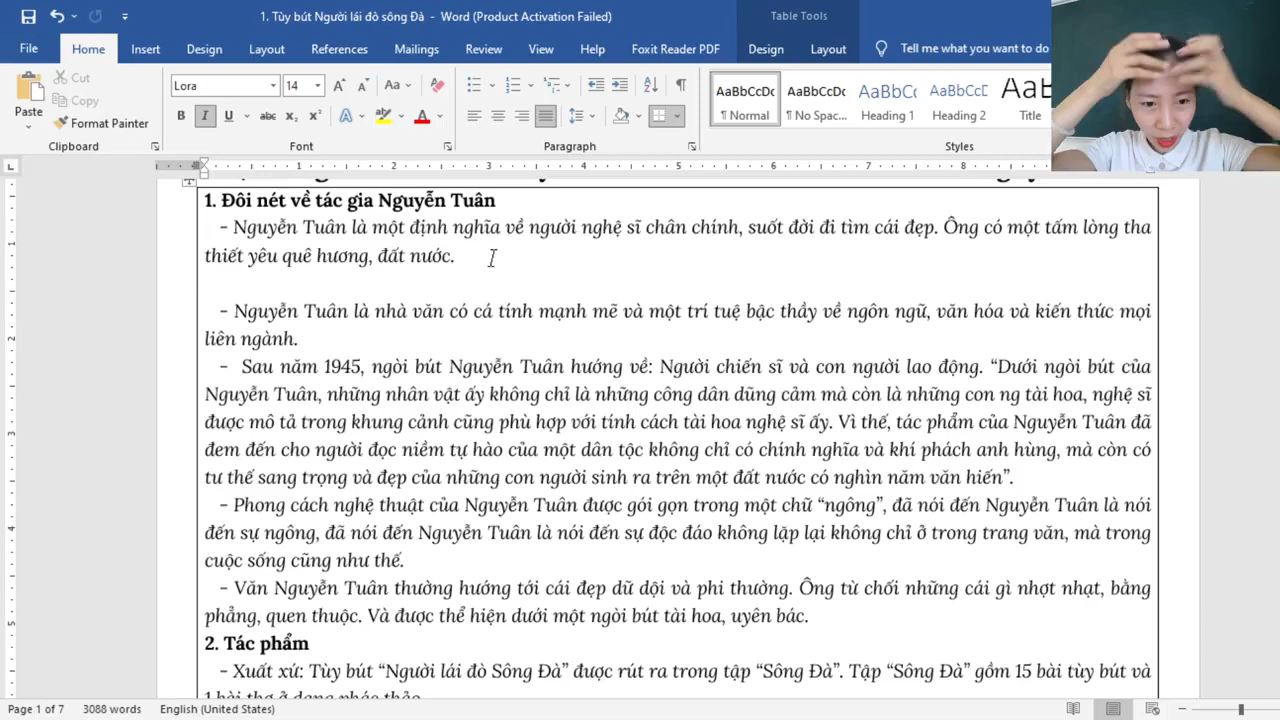 1. Tùy bút Người lái đò sông Đà - Word (Product Activation Failed)
Table Tools
File Home Insert Design Layout References Mailings Review View Help Foxit Reader PDF Design Layout Tell me what you want to do
Cut
Copy
Paste
Format Painter
Lora 14
AaBbCcDc AaBbCcDc AaBbCc AaBbCcE AaB
¶ Normal ¶ No Spac... Heading 1 Heading 2 Title
Clipboard Font Paragraph Styles
1 2 3 4 5 6 7 8
1. Đôi nét về tác gia Nguyễn Tuân
- Nguyễn Tuân là một định nghĩa về người nghệ sĩ chân chính, suốt đời đi tìm cái đẹp. Ông có một tấm lòng tha
thiết yêu quê hương, đất nước.
- Nguyễn Tuân là nhà văn có cá tính mạnh mẽ và một trí tuệ bậc thầy về ngôn ngữ, văn hóa và kiến thức mọi
liên ngành.
- Sau năm 1945, ngòi bút Nguyễn Tuân hướng về: Người chiến sĩ và con người lao động. “Dưới ngòi bút của
Nguyễn Tuân, những nhân vật ấy không chỉ là những công dân dũng cảm mà còn là những con ng tài hoa, nghệ sĩ
được mô tả trong khung cảnh cũng phù hợp với tính cách tài hoa nghệ sĩ ấy. Vì thế, tác phẩm của Nguyễn Tuân đã
đem đến cho người đọc niềm tự hào của một dân tộc không chỉ có chính nghĩa và khí phách anh hùng, mà còn có
tư thế sang trọng và đẹp của những con người sinh ra trên một đất nước có nghìn năm văn hiến”.
- Phong cách nghệ thuật của Nguyễn Tuân được gói gọn trong một chữ “ngông”, đã nói đến Nguyễn Tuân là nói
đến sự ngông, đã nói đến Nguyễn Tuân là nói đến sự độc đáo không lặp lại không chỉ ở trong trang văn, mà trong
cuộc sống cũng như thế.
- Văn Nguyễn Tuân thường hướng tới cái đẹp dữ dội và phi thường. Ông từ chối những cái gì nhợt nhạt, bằng
phẳng, quen thuộc. Và được thể hiện dưới một ngòi bút tài hoa, uyên bác.
2. Tác phẩm
- Xuất xứ: Tùy bút “Người lái đò Sông Đà” được rút ra trong tập “Sông Đà”. Tập “Sông Đà” gồm 15 bài tùy bút và
1 bài thơ ở dạng phác thảo
Page 1 of 7 3088 words English (United States)